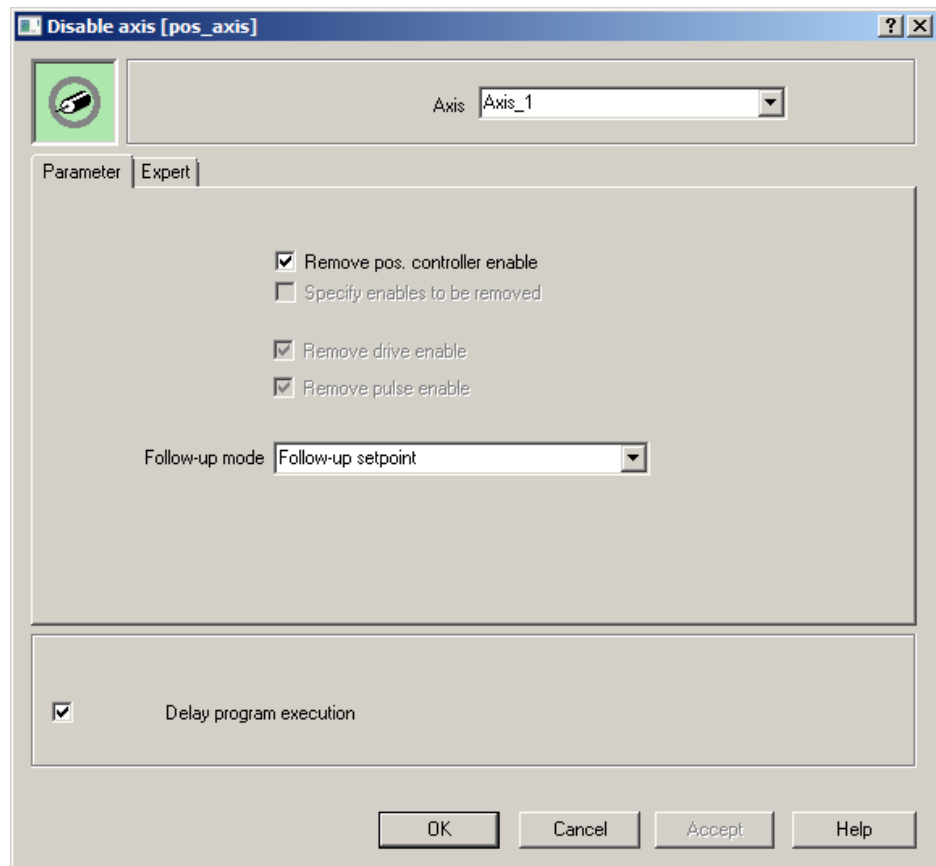 Disable axis [pos_axis]
Axis Axis_1
Parameter Expert
Remove pos. controller enable
Specify enables to be removed
Remove drive enable
Remove pulse enable
Follow-up mode Follow-up setpoint
Delay program execution
OK Cancel Accept Help